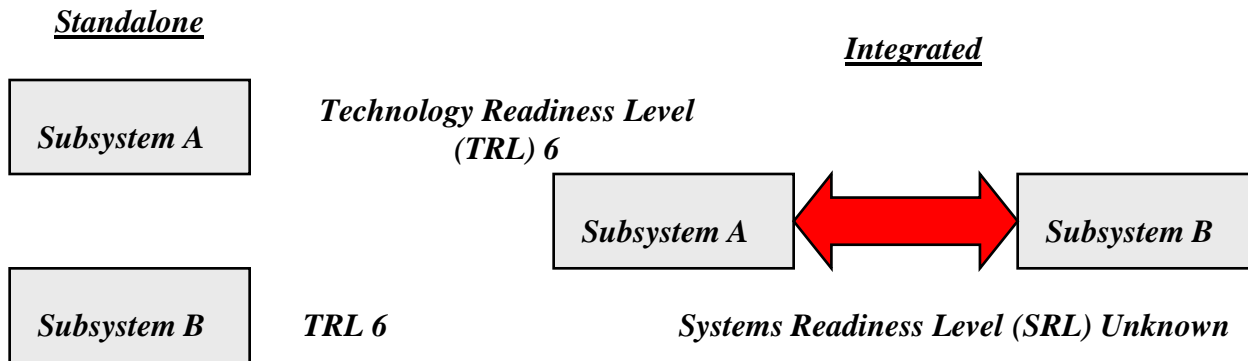 Standalone
Integrated
Subsystem A
Technology Readiness Level
(TRL) 6
Subsystem A
Subsystem B
Subsystem B
TRL 6
Systems Readiness Level (SRL) Unknown